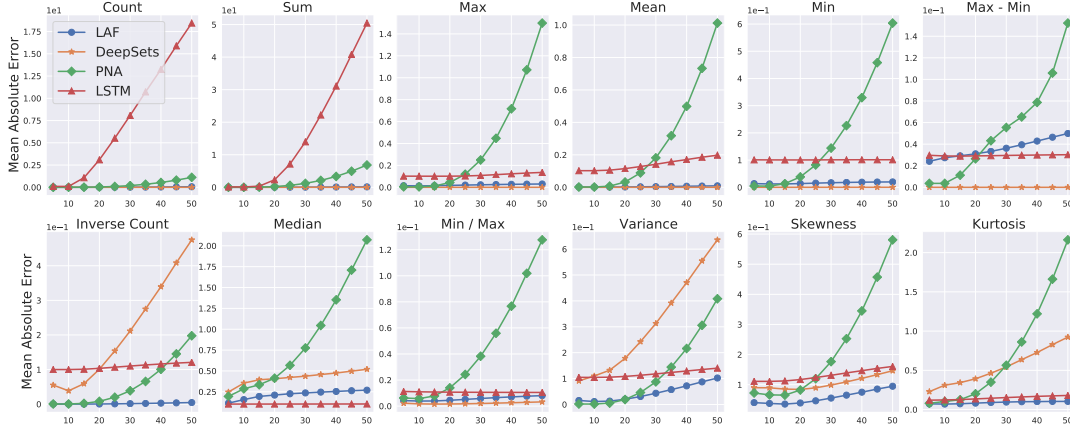 1e1 Count
1e1 Sum
Max
Mean
1e−1 Min
1e−1 Max - Min
Mean Absolute Error
LAF
DeepSets
PNA
LSTM
1.75
1.50
1.25
1.00
0.75
0.50
0.25
0.00
10 20 30 40 50
5
4
3
2
1
0
10 20 30 40 50
1.50
1.25
1.00
0.75
0.50
0.25
0.00
10 20 30 40 50
1.0
0.8
0.6
0.4
0.2
0.0
10 20 30 40 50
6
5
4
3
2
1
0
10 20 30 40 50
1.4
1.2
1.0
0.8
0.6
0.4
0.2
0.0
10 20 30 40 50
1e−1 Inverse Count
Median
1e−1 Min / Max
Variance
1e−1 Skewness
Kurtosis
Mean Absolute Error
4
3
2
1
0
10 20 30 40 50
2.00
1.75
1.50
1.25
1.00
0.75
0.50
0.25
10 20 30 40 50
1.2
1.0
0.8
0.6
0.4
0.2
0.0
10 20 30 40 50
6
5
4
3
2
1
0
10 20 30 40 50
6
5
4
3
2
1
10 20 30 40 50
2.0
1.5
1.0
0.5
0.0
10 20 30 40 50